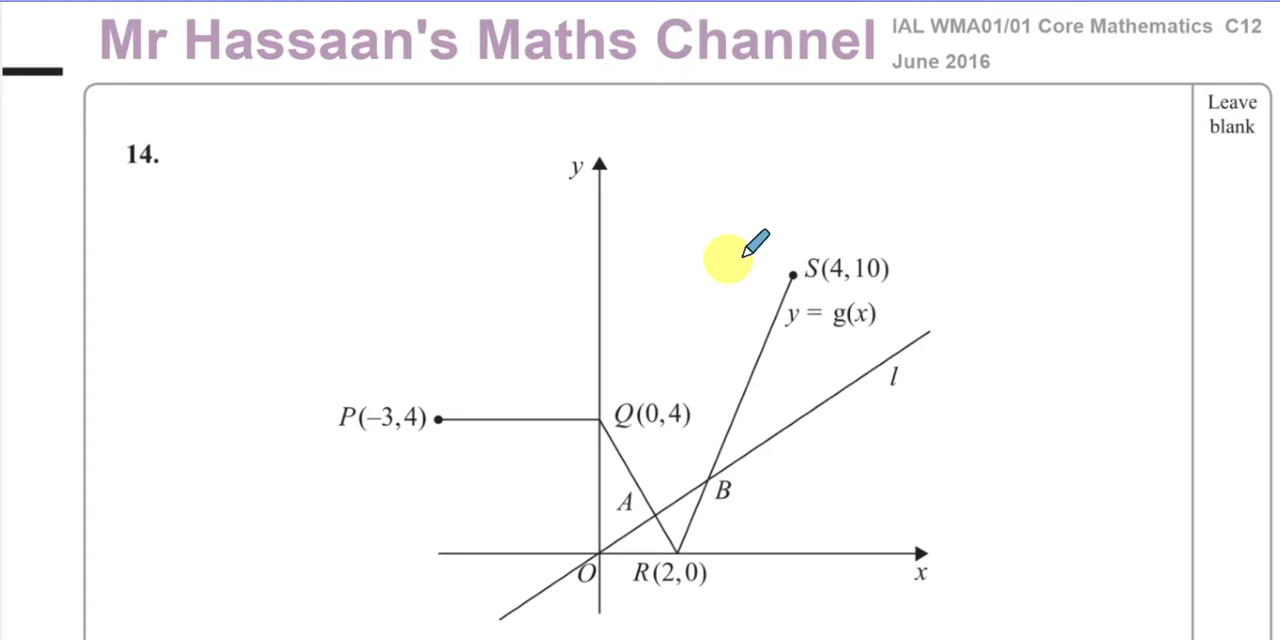 Mr Hassaan's Maths Channel
IAL WMA01/01 Core Mathematics C12
June 2016
Leave
blank
14.
y
S(4,10)
y = g(x)
l
P(–3,4)
Q(0,4)
A
B
O
R(2,0)
x